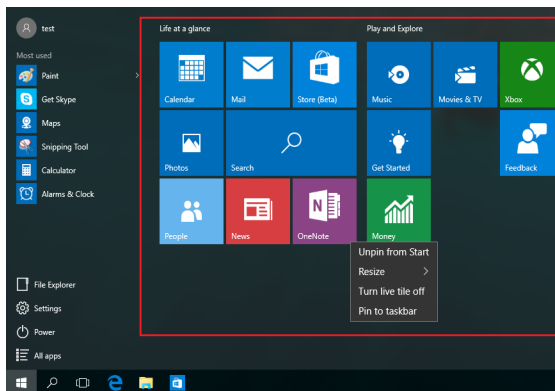 test
Most used
Paint
Get Skype
Maps
Snipping Tool
Calculator
Alarms & Clock
File Explorer
Settings
Power
All apps
Life at a glance
Play and Explore
Calendar
Mail
Store (Beta)
Music
Movies & TV
Xbox
Photos
Search
Get Started
Feedback
People
News
OneNote
Money
Unpin from Start
Resize
Turn live tile off
Pin to taskbar